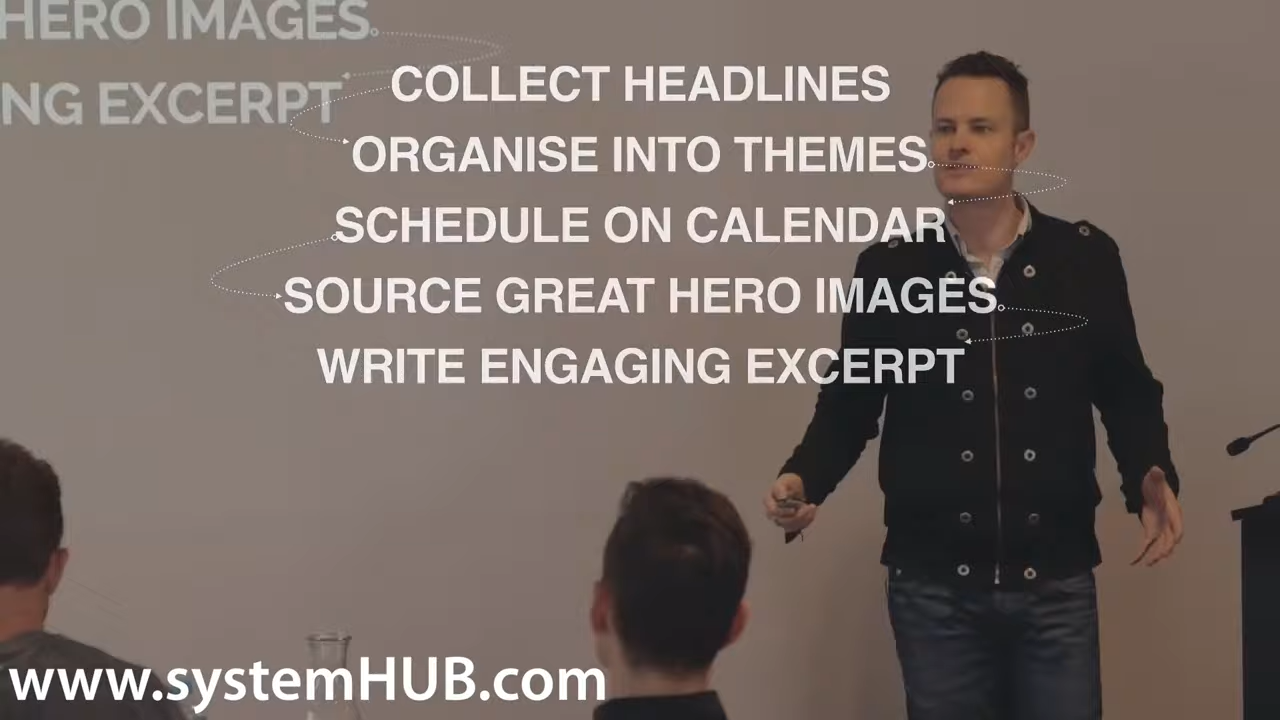 HERO IMAGES
NG EXCERPT
COLLECT HEADLINES
ORGANISE INTO THEMES
SCHEDULE ON CALENDAR
SOURCE GREAT HERO IMAGES
WRITE ENGAGING EXCERPT
www.systemHUB.com